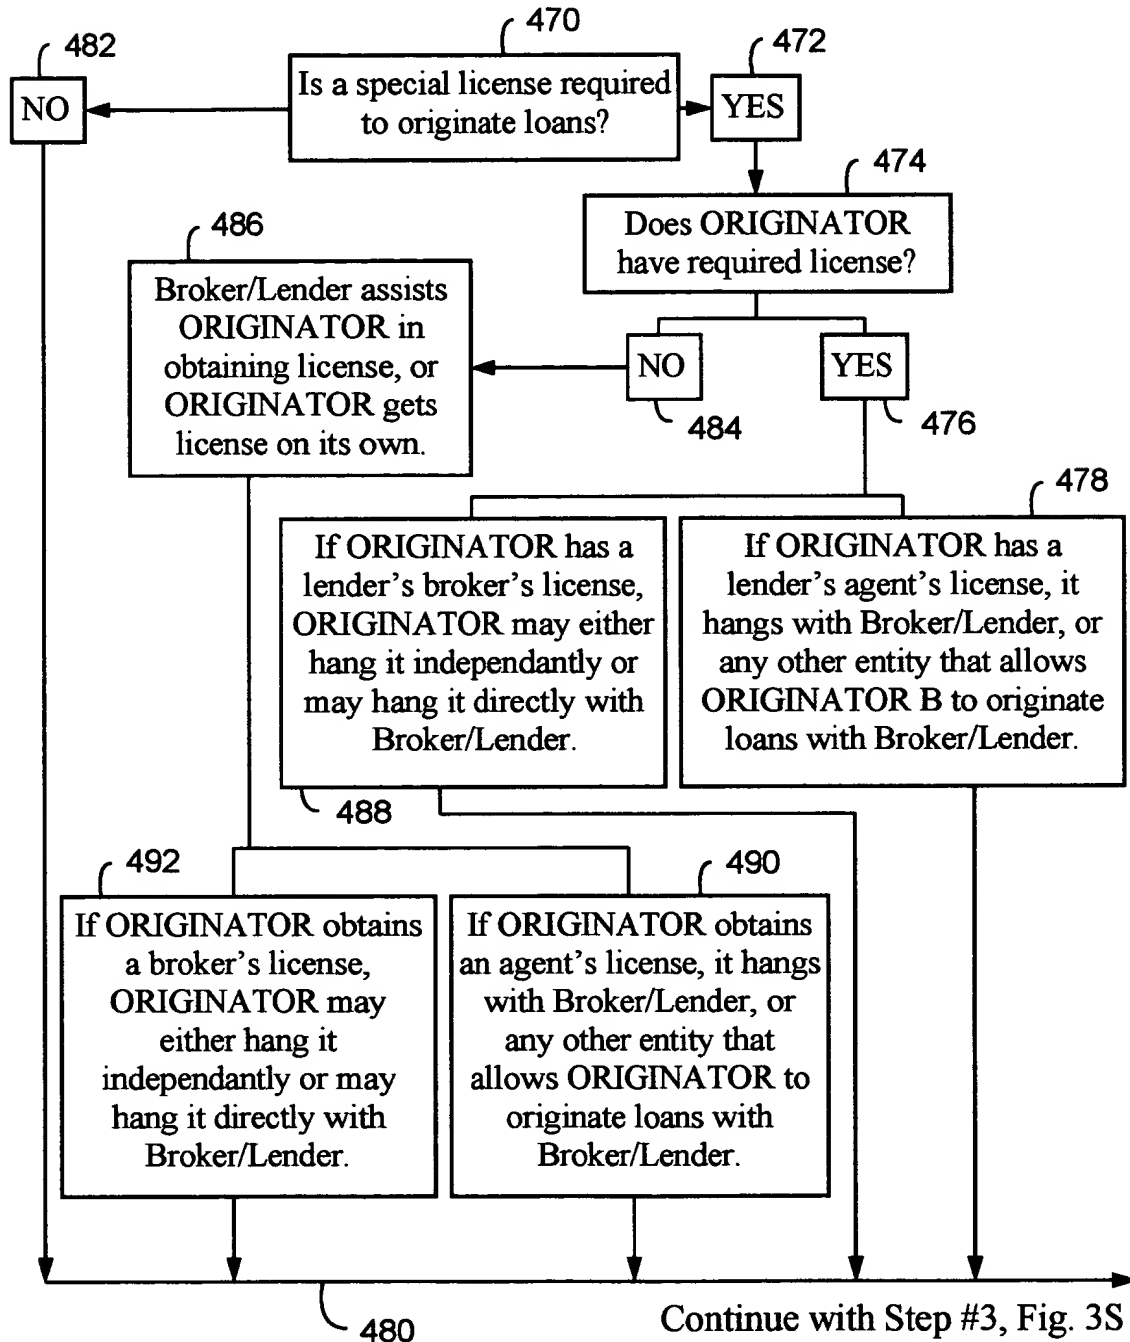 470
482
472
Is a special license required
to originate loans?
NO
YES
474
Does ORIGINATOR
have required license?
486
Broker/Lender assists
ORIGINATOR in
obtaining license, or
ORIGINATOR gets
license on its own.
NO
YES
484
476
478
If ORIGINATOR has a
lender's broker's license,
ORIGINATOR may either
hang it independantly or
may hang it directly with
Broker/Lender.
If ORIGINATOR has a
lender's agent's license, it
hangs with Broker/Lender, or
any other entity that allows
ORIGINATOR B to originate
loans with Broker/Lender.
488
492
490
If ORIGINATOR obtains
a broker's license,
ORIGINATOR may
either hang it
independantly or may
hang it directly with
Broker/Lender.
If ORIGINATOR obtains
an agent's license, it hangs
with Broker/Lender, or
any other entity that
allows ORIGINATOR to
originate loans with
Broker/Lender.
480
Continue with Step #3, Fig. 3S